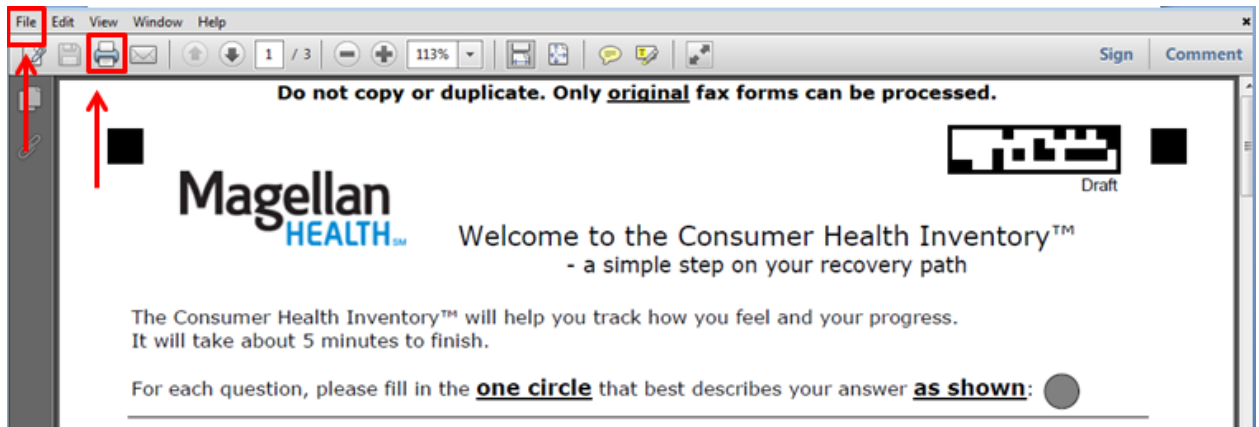 File Edit View Window Help
1 / 3 113% Sign Comment
Do not copy or duplicate. Only original fax forms can be processed.
Draft
Magellan
HEALTH SM
Welcome to the Consumer Health Inventory™
- a simple step on your recovery path
The Consumer Health Inventory™ will help you track how you feel and your progress.
It will take about 5 minutes to finish.
For each question, please fill in the one circle that best describes your answer as shown: